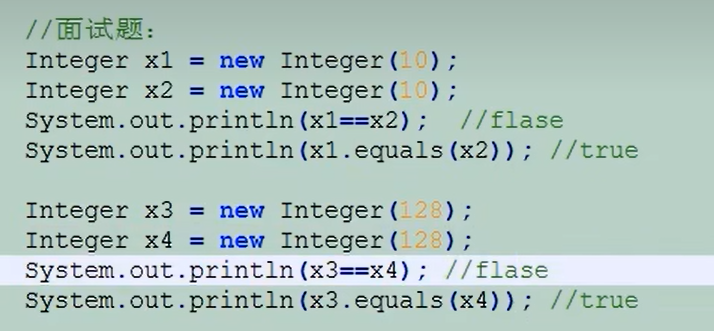 //面试题:
Integer x1 = new Integer(10);
Integer x2 = new Integer(10);
System.out.println(x1==x2);  //flase
System.out.println(x1.equals(x2)); //true
Integer x3 = new Integer(128);
Integer x4 = new Integer(128);
System.out.println(x3==x4); //flase
System.out.println(x3.equals(x4)); //true